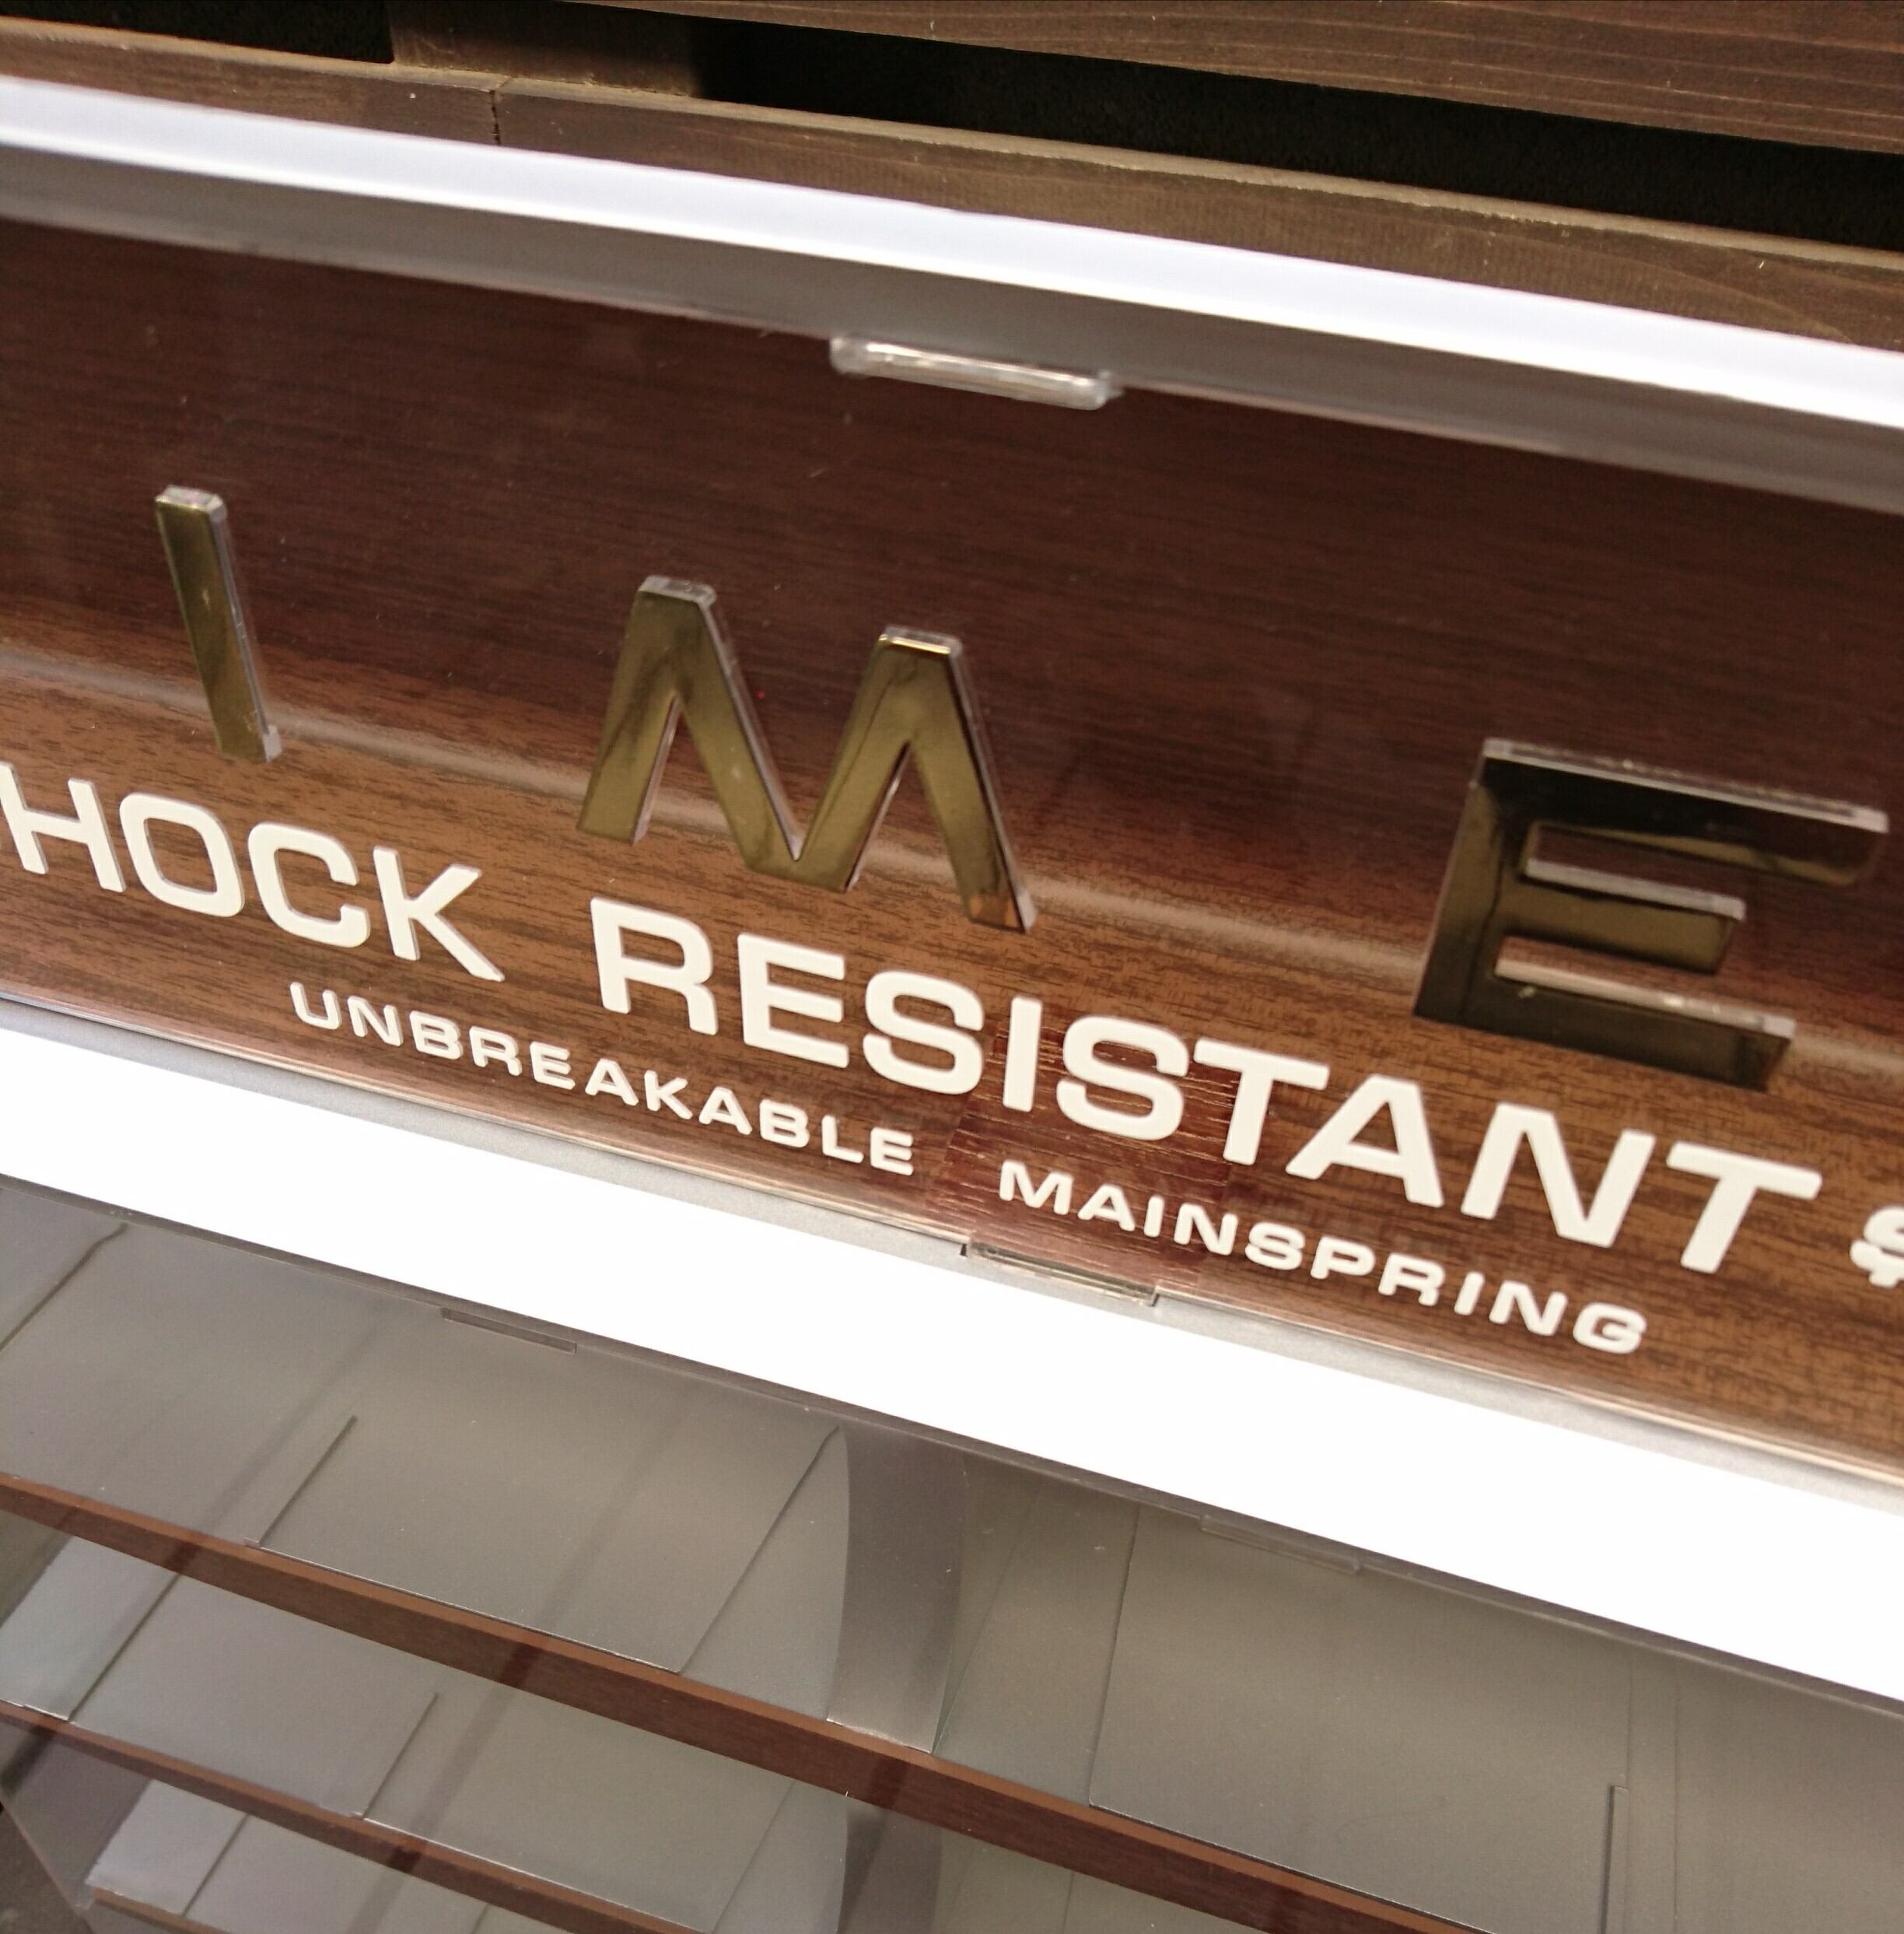 I M E
HOCK RESISTANT $
UNBREAKABLE MAINSPRING